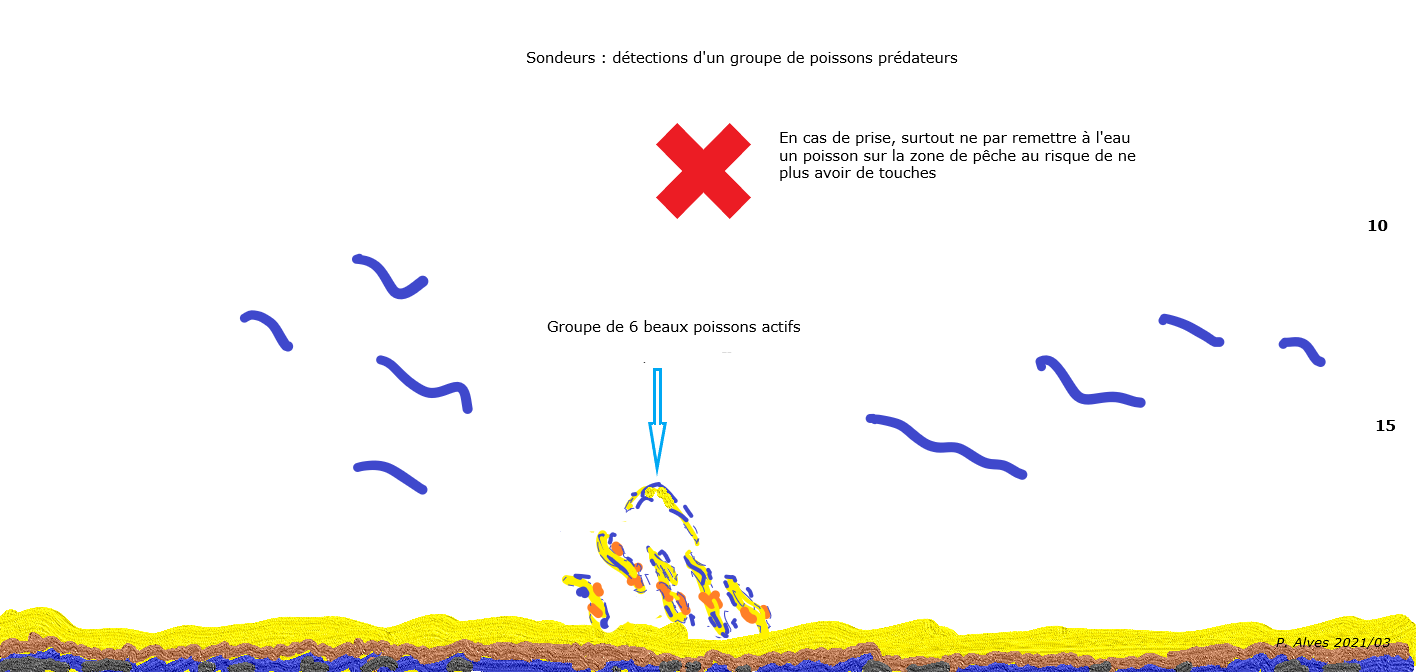 Sondeurs : détections d'un groupe de poissons prédateurs
En cas de prise, surtout ne par remettre à l'eau
un poisson sur la zone de pêche au risque de ne
plus avoir de touches
10
Groupe de 6 beaux poissons actifs
15
P. Alves 2021/03